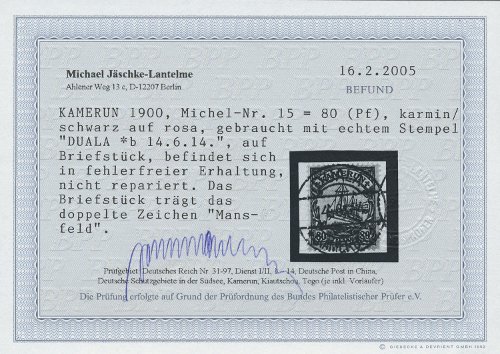 Michael Jäschke-Lantelme
Ahlener Weg 13 c, D-12207 Berlin
16.2.2005
BEFUND
KAMERUN 1900, Michel-Nr. 15 = 80 (Pf), karmin/
schwarz auf rosa, gebraucht mit echtem Stempel
"DUALA *b 14.6.14.", auf
Briefstück, befindet sich
in fehlerfreier Erhaltung,
nicht repariert. Das
Briefstück trägt das
doppelte Zeichen "Mans-
feld".
KAMERUN
Prüfgebiet: Deutsches Reich Nr. 31-97, Dienst I/II, - 14, Deutsche Post in China,
Deutsche Schutzgebiete in der Südsee, Kamerun, Kiautschou, Togo (je inkl. Vorläufer)
Die Prüfung erfolgte auf Grund der Prüfordnung des Bundes Philatelistischer Prüfer e.V.
GIESECKE & DEVRIENT GMBH 1992